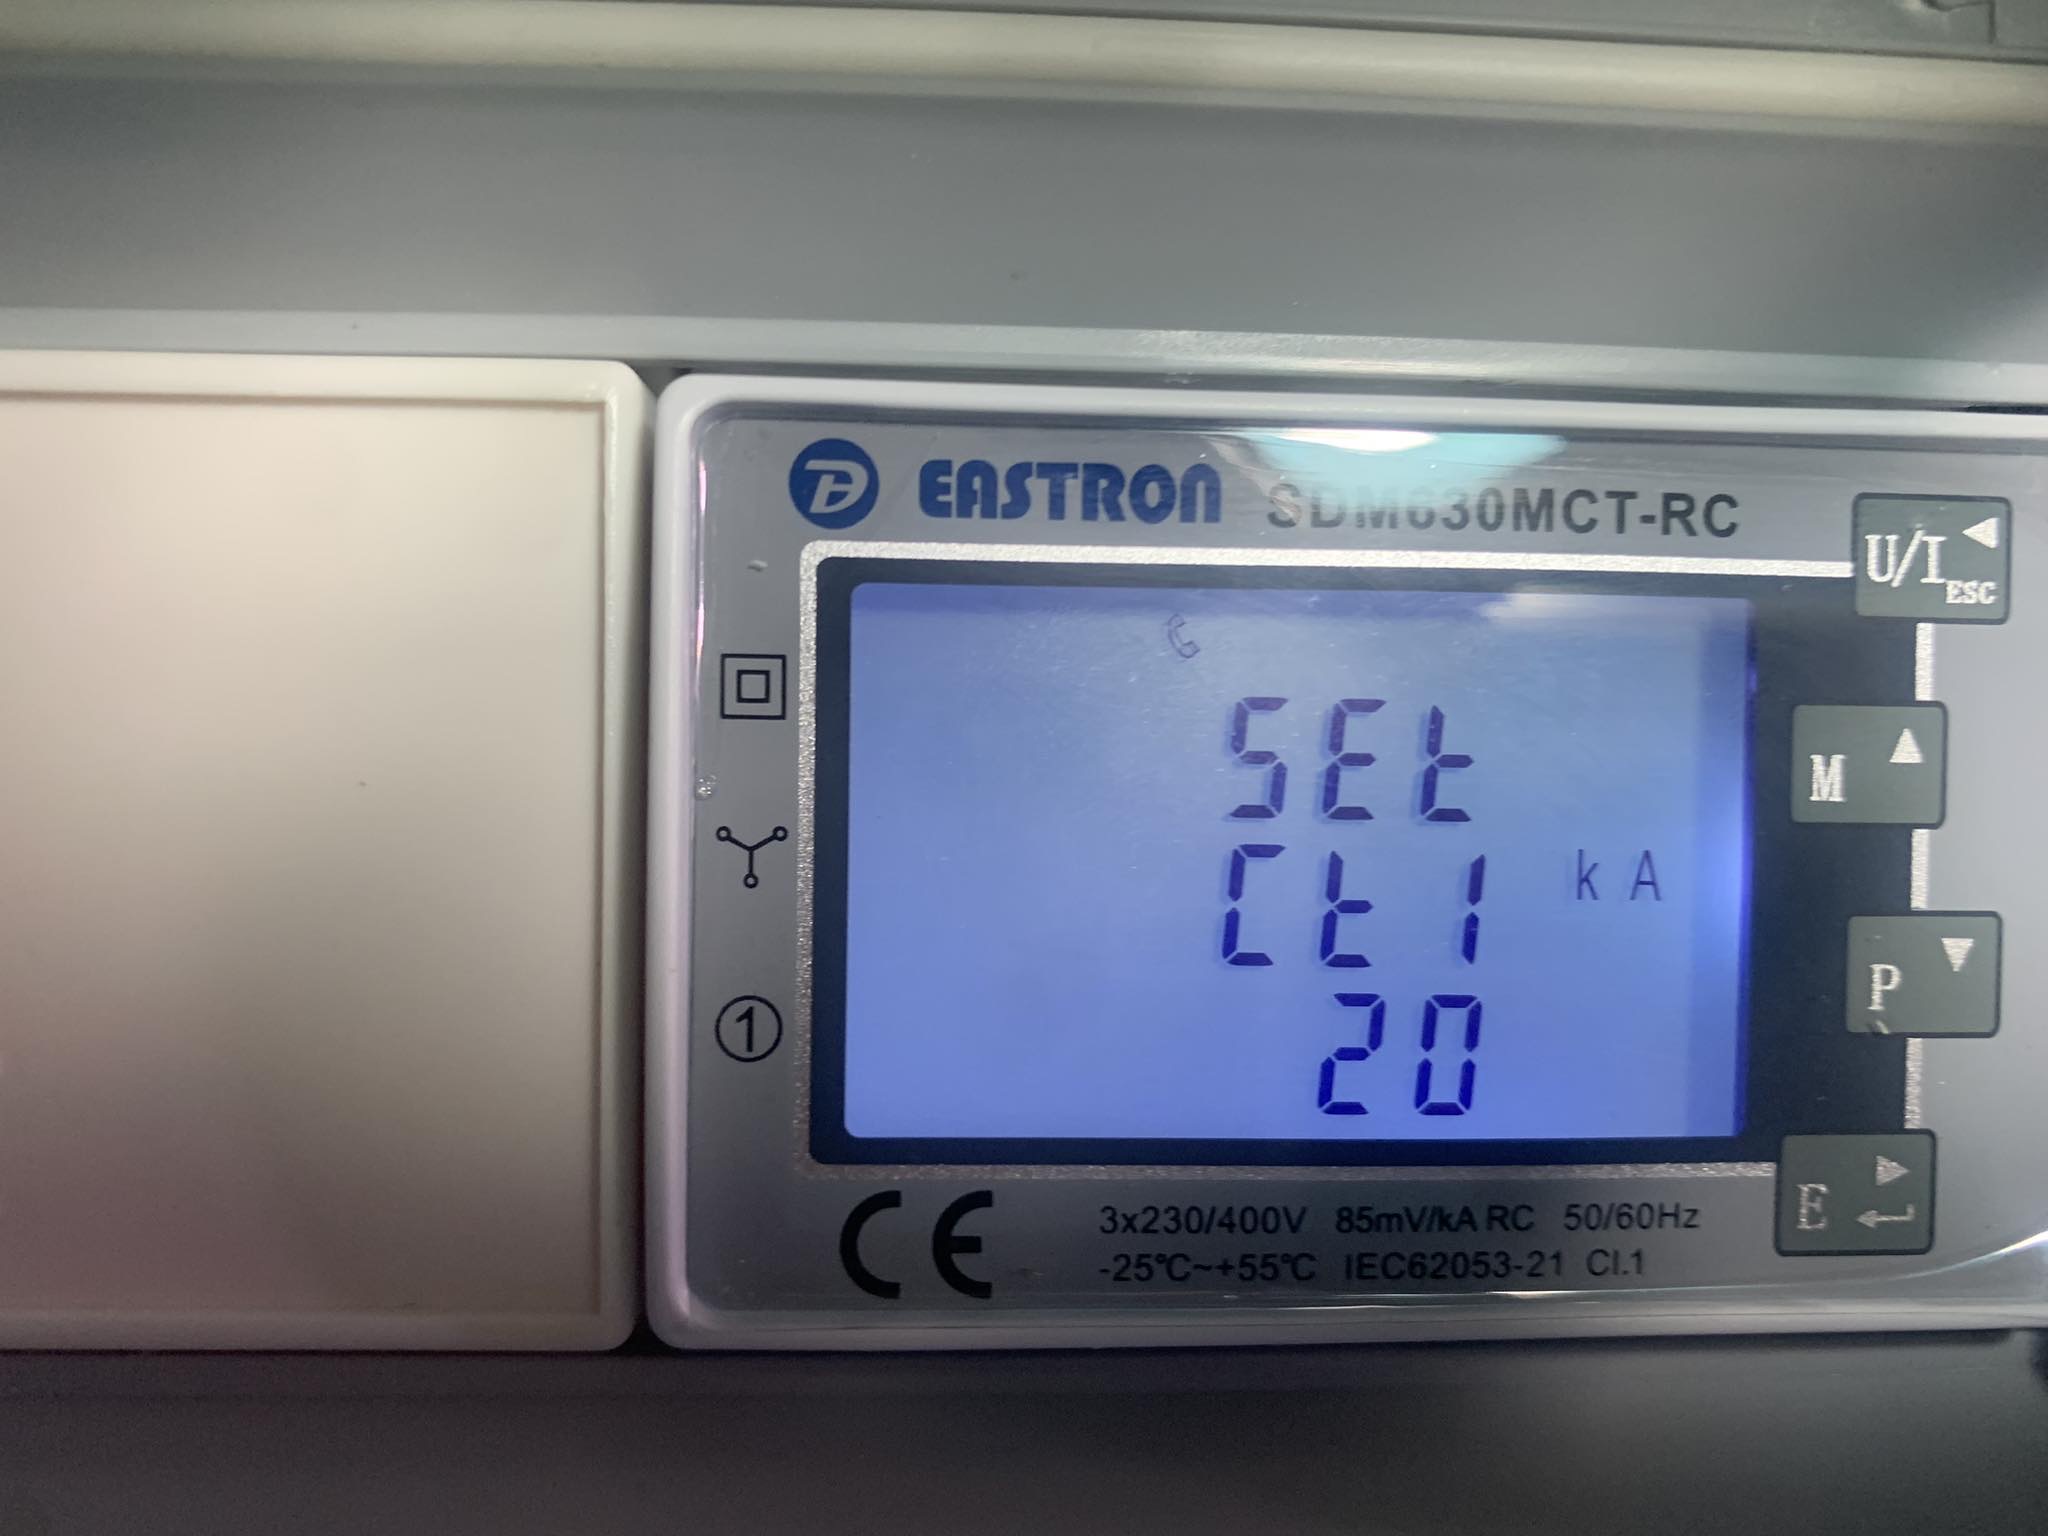 EASTRON SDM630MCT-RC
U/I ESC
SEt
M
Ct1 kA
P
20
1
E
CE 3x230/400V 85mV/kA RC 50/60Hz
-25℃~+55℃ IEC62053-21 Cl.1